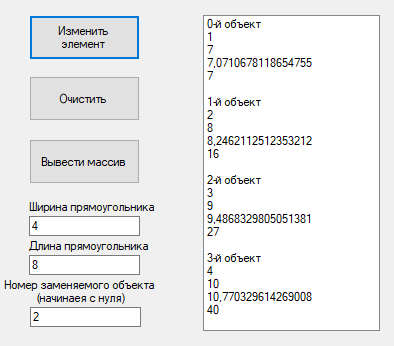 Изменить
элемент
Очистить
Вывести массив
Ширина прямоугольника
4
Длина прямоугольника
8
Номер заменяемого объекта
(начинаея с нуля)
2
0-й объект
1
7
7,0710678118654755
7
1-й объект
2
8
8,2462112512353212
16
2-й объект
3
9
9,4868329805051381
27
3-й объект
4
10
10,770329614269008
40